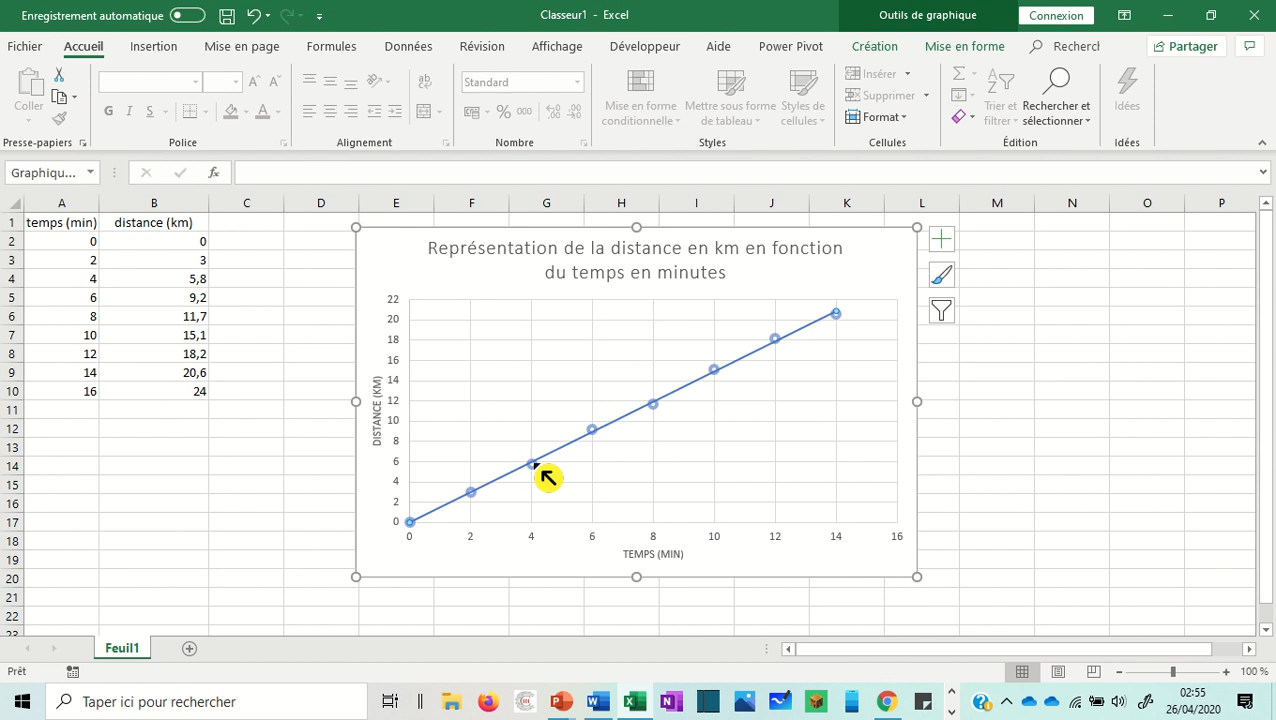 Enregistrement automatique Classeur1 - Excel Outils de graphique Connexion
Fichier Accueil Insertion Mise en page Formules Données Révision Affichage Développeur Aide Power Pivot Création Mise en forme Recherch Partager
Coller Standard Mise en forme conditionnelle Mettre sous forme de tableau Styles de cellules Insérer Supprimer Format Trier et filtrer Rechercher et sélectionner Idées
G I S % 000
Presse-papiers Police Alignement Nombre Styles Cellules Édition Idées
Graphiqu... fx
A B C D E F G H I J K L M N O P
1 temps (min) distance (km)
2 0 0
3 2 3
4 4 5,8
5 6 9,2
6 8 11,7
7 10 15,1
8 12 18,2
9 14 20,6
10 16 24
11
12
13
14
15
16
17
18
19
20
21
22
23
Représentation de la distance en km en fonction
du temps en minutes
DISTANCE (KM)
22
20
18
16
14
12
10
8
6
4
2
0
0 2 4 6 8 10 12 14 16
TEMPS (MIN)
Feuil1
Prêt 100 %
Taper ici pour rechercher 02:55
26/04/2020